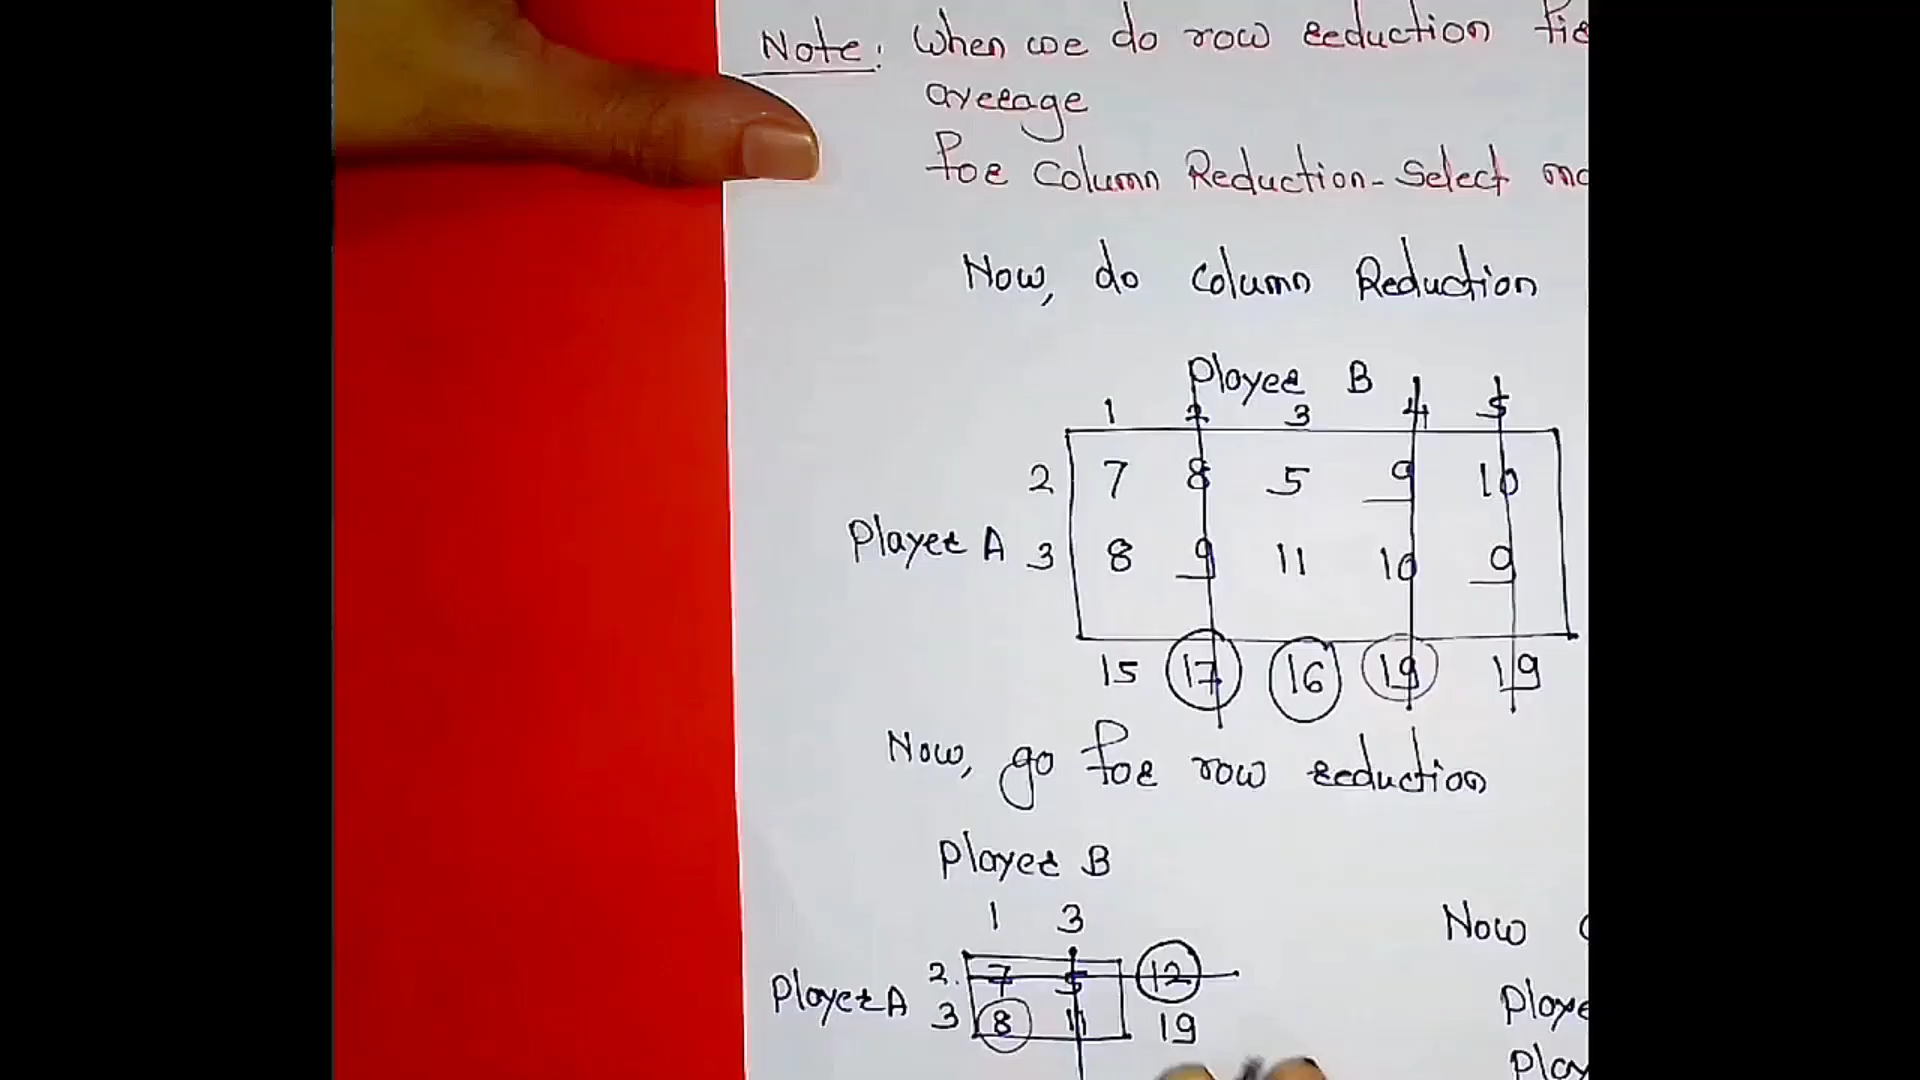 Note: When we do row reduction
average
for Column Reduction - Select
Now, do Column Reduction
Player B
1 2 3 4 5
2 7 8 5 9 10
Player A 3 8 9 11 10 9
15 17 16 19 19
Now, go for row reduction
Player B
1 3
2. 7 5 12
Player A 3 8 11 19
Now